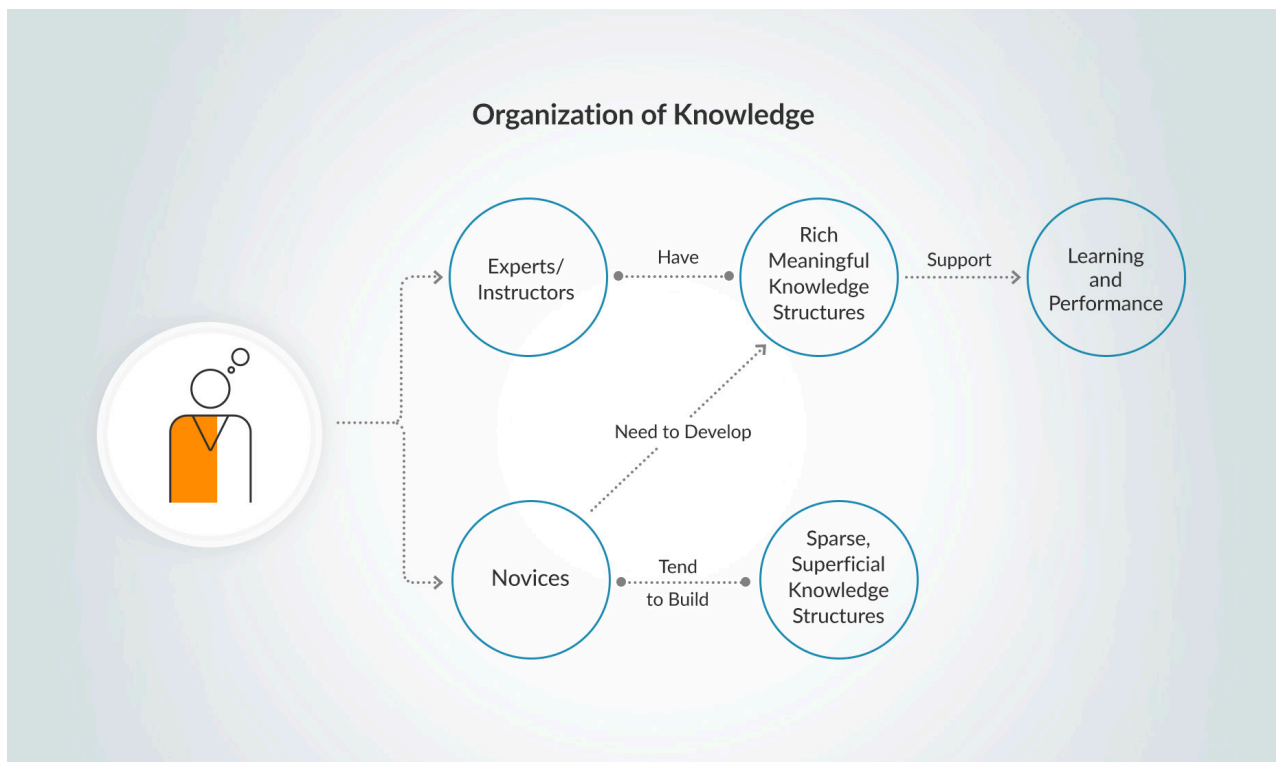 Organization of Knowledge
Experts/
Instructors
Have
Rich
Meaningful
Knowledge
Structures
Support
Learning
and
Performance
Need to Develop
Novices
Tend
to Build
Sparse,
Superficial
Knowledge
Structures